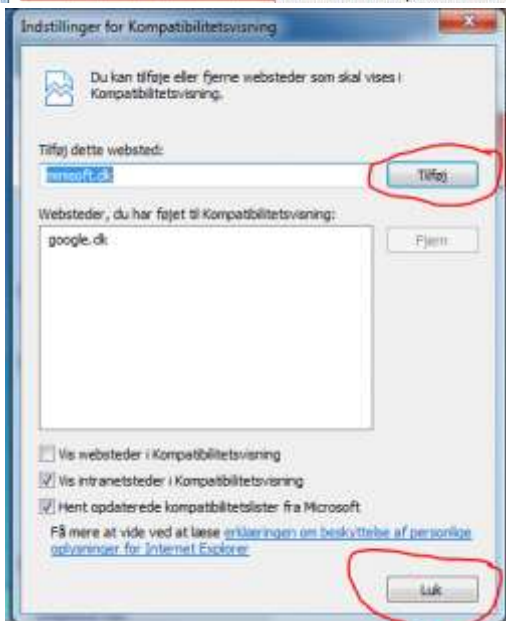 Indstillinger for Kompatibilitetsvisning
Du kan tilføje eller fjerne websteder som skal vises i
Kompatibilitetsvisning.
Tilføj dette websted:
Tilføj
Websteder, du har føjet til Kompatibilitetsvisning:
google.dk
Fjern
Vis websteder i Kompatibilitetsvisning
Vis intranetsteder i Kompatibilitetsvisning
Hent opdaterede kompatibilitetslister fra Microsoft
Få mere at vide ved at læse erklæringen om beskyttelse af personlige
oplysninger for Internet Explorer
Luk